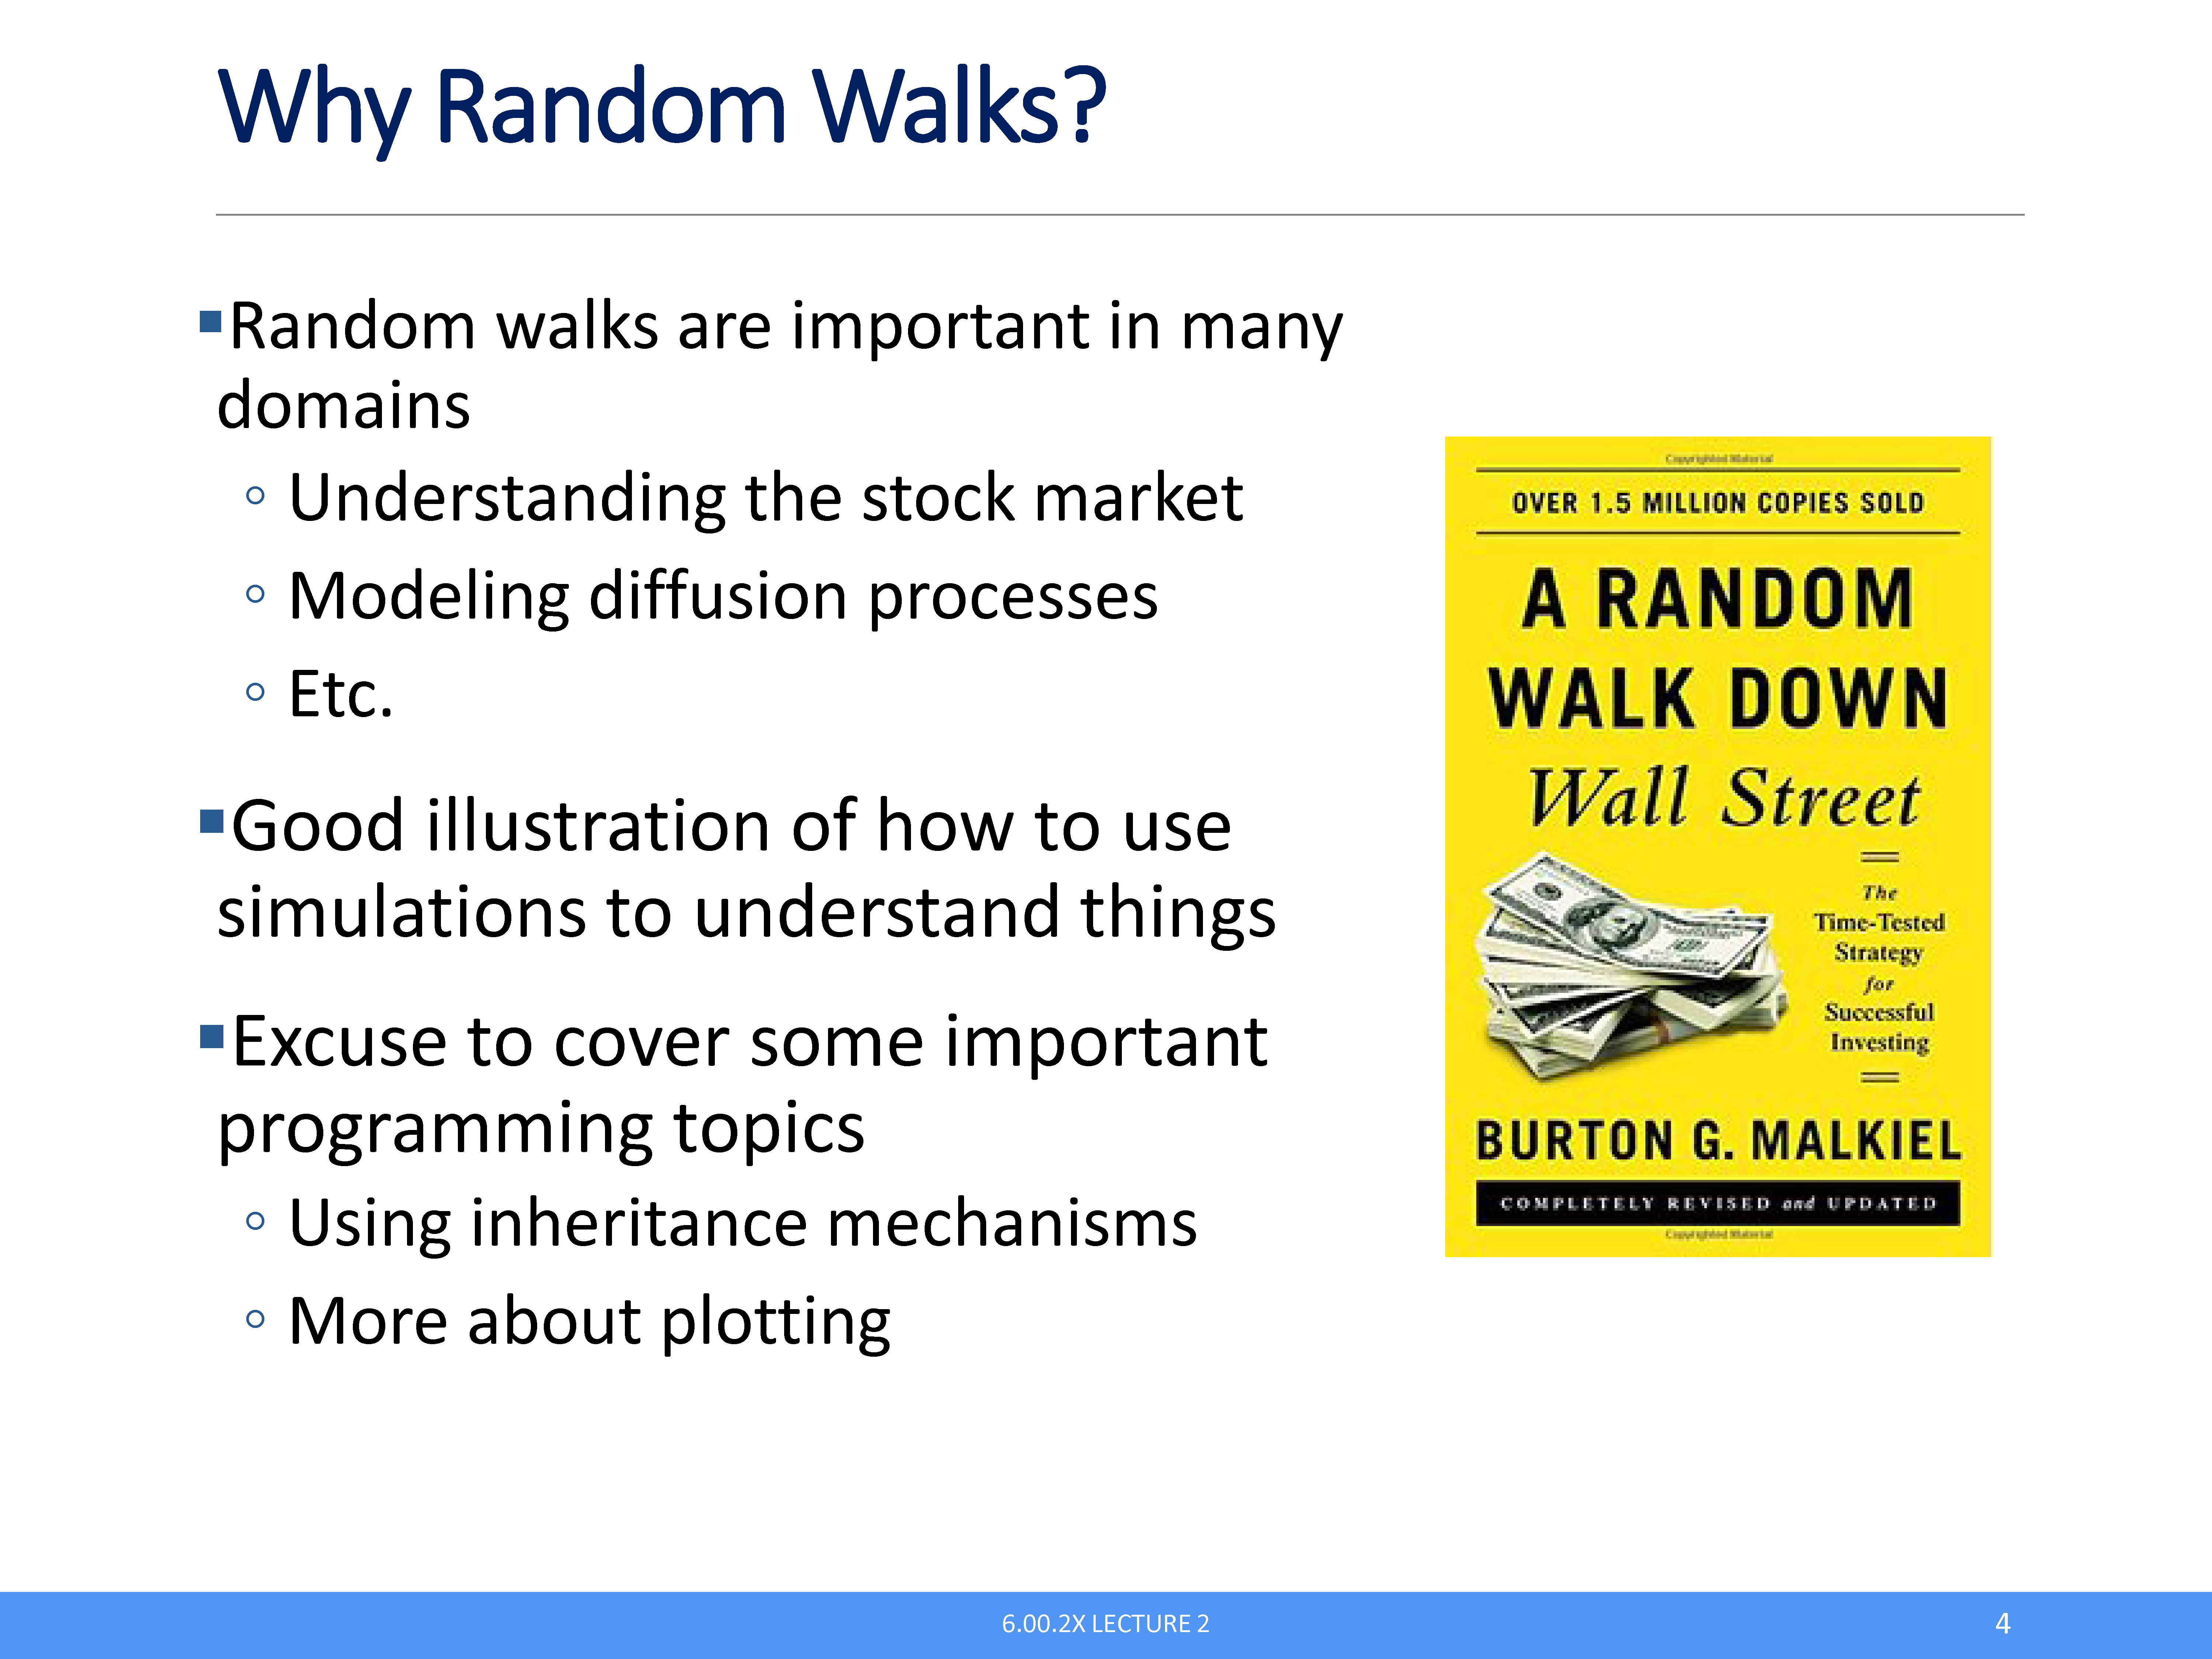 Why Random Walks?
▪Random walks are important in many
domains
◦ Understanding the stock market
◦ Modeling diffusion processes
◦ Etc.
▪Good illustration of how to use
simulations to understand things
▪Excuse to cover some important
programming topics
◦ Using inheritance mechanisms
◦ More about plotting
Copyrighted Material
OVER 1.5 MILLION COPIES SOLD
A RANDOM
WALK DOWN
Wall Street
The
Time-Tested
Strategy
for
Successful
Investing
BURTON G. MALKIEL
COMPLETELY REVISED and UPDATED
Copyrighted Material
6.00.2X LECTURE 2
4